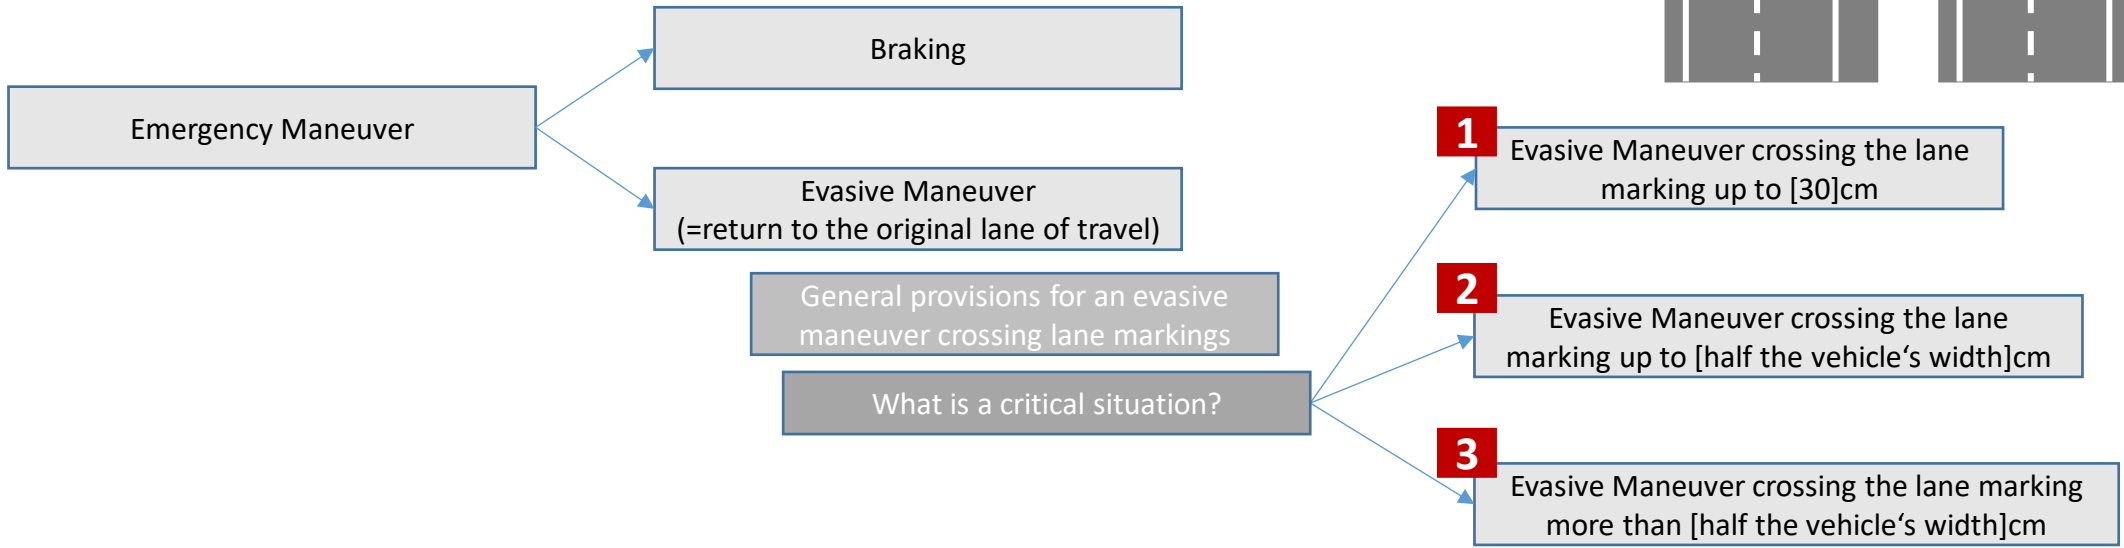 Braking
Emergency Maneuver
Evasive Maneuver
(=return to the original lane of travel)
General provisions for an evasive
maneuver crossing lane markings
What is a critical situation?
1
Evasive Maneuver crossing the lane
marking up to [30]cm
2
Evasive Maneuver crossing the lane
marking up to [half the vehicle‘s width]cm
3
Evasive Maneuver crossing the lane marking
more than [half the vehicle‘s width]cm